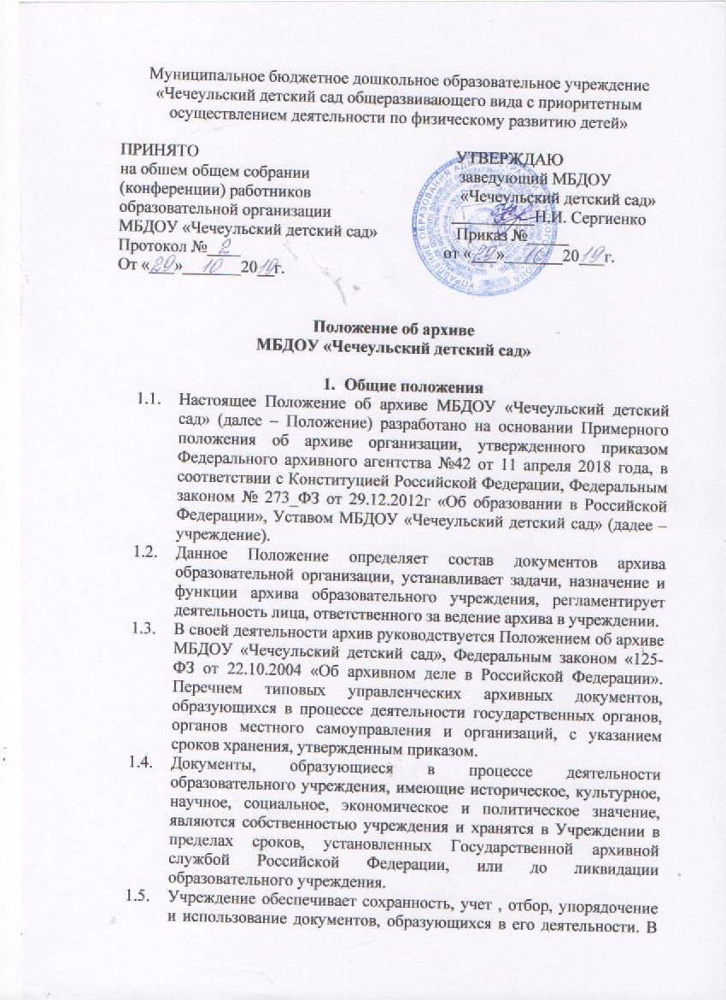 Муниципальное бюджетное дошкольное образовательное учреждение
«Чечеульский детский сад общеразвивающего вида с приоритетным
осуществлением деятельности по физическому развитию детей»
ПРИНЯТО
на обшем общем собрании
(конференции) работников
образовательной организации
МБДОУ «Чечеульский детский сад»
Протокол № 2
От «29» 10 2019г.
УТВЕРЖДАЮ
заведующий МБДОУ
«Чечеульский детский сад»
Н.И. Сергиенко
Приказ №
от «29» 10 2019г.
Положение об архиве
МБДОУ «Чечеульский детский сад»
1. Общие положения
1.1. Настоящее Положение об архиве МБДОУ «Чечеульский детский
сад» (далее – Положение) разработано на основании Примерного
положения об архиве организации, утвержденного приказом
Федерального архивного агентства №42 от 11 апреля 2018 года, в
соответствии с Конституцией Российской Федерации, Федеральным
законом № 273_ФЗ от 29.12.2012г «Об образовании в Российской
Федерации», Уставом МБДОУ «Чечеульский детский сад» (дадее –
учреждение).
1.2. Данное Положение определяет состав документов архива
образовательной организации, устанавливает задачи, назначение и
функции архива образовательного учреждения, регламентирует
деятельность лица, ответственного за ведение архива в учреждении.
1.3. В своей деятельности архив руководствуется Положением об архиве
МБДОУ «Чечеульский детский сад», Федеральным законом «125-
ФЗ от 22.10.2004 «Об архивном деле в Российской Федерации».
Перечнем типовых управленческих архивных документов,
образующихся в процессе деятельности государственных органов,
органов местного самоуправления и организаций, с указанием
сроков хранения, утвержденным приказом.
1.4. Документы, образующиеся в процессе деятельности
образовательного учреждения, имеющие историческое, культурное,
научное, социальное, экономическое и политическое значение,
являются собственностью учреждения и хранятся в Учреждении в
пределах сроков, установленных Государственной архивной
службой Российской Федерации, или до ликвидации
образовательного учреждения.
1.5. Учреждение обеспечивает сохранность, учет , отбор, упорядочение
и использование документов, образующихся в его деятельности. В